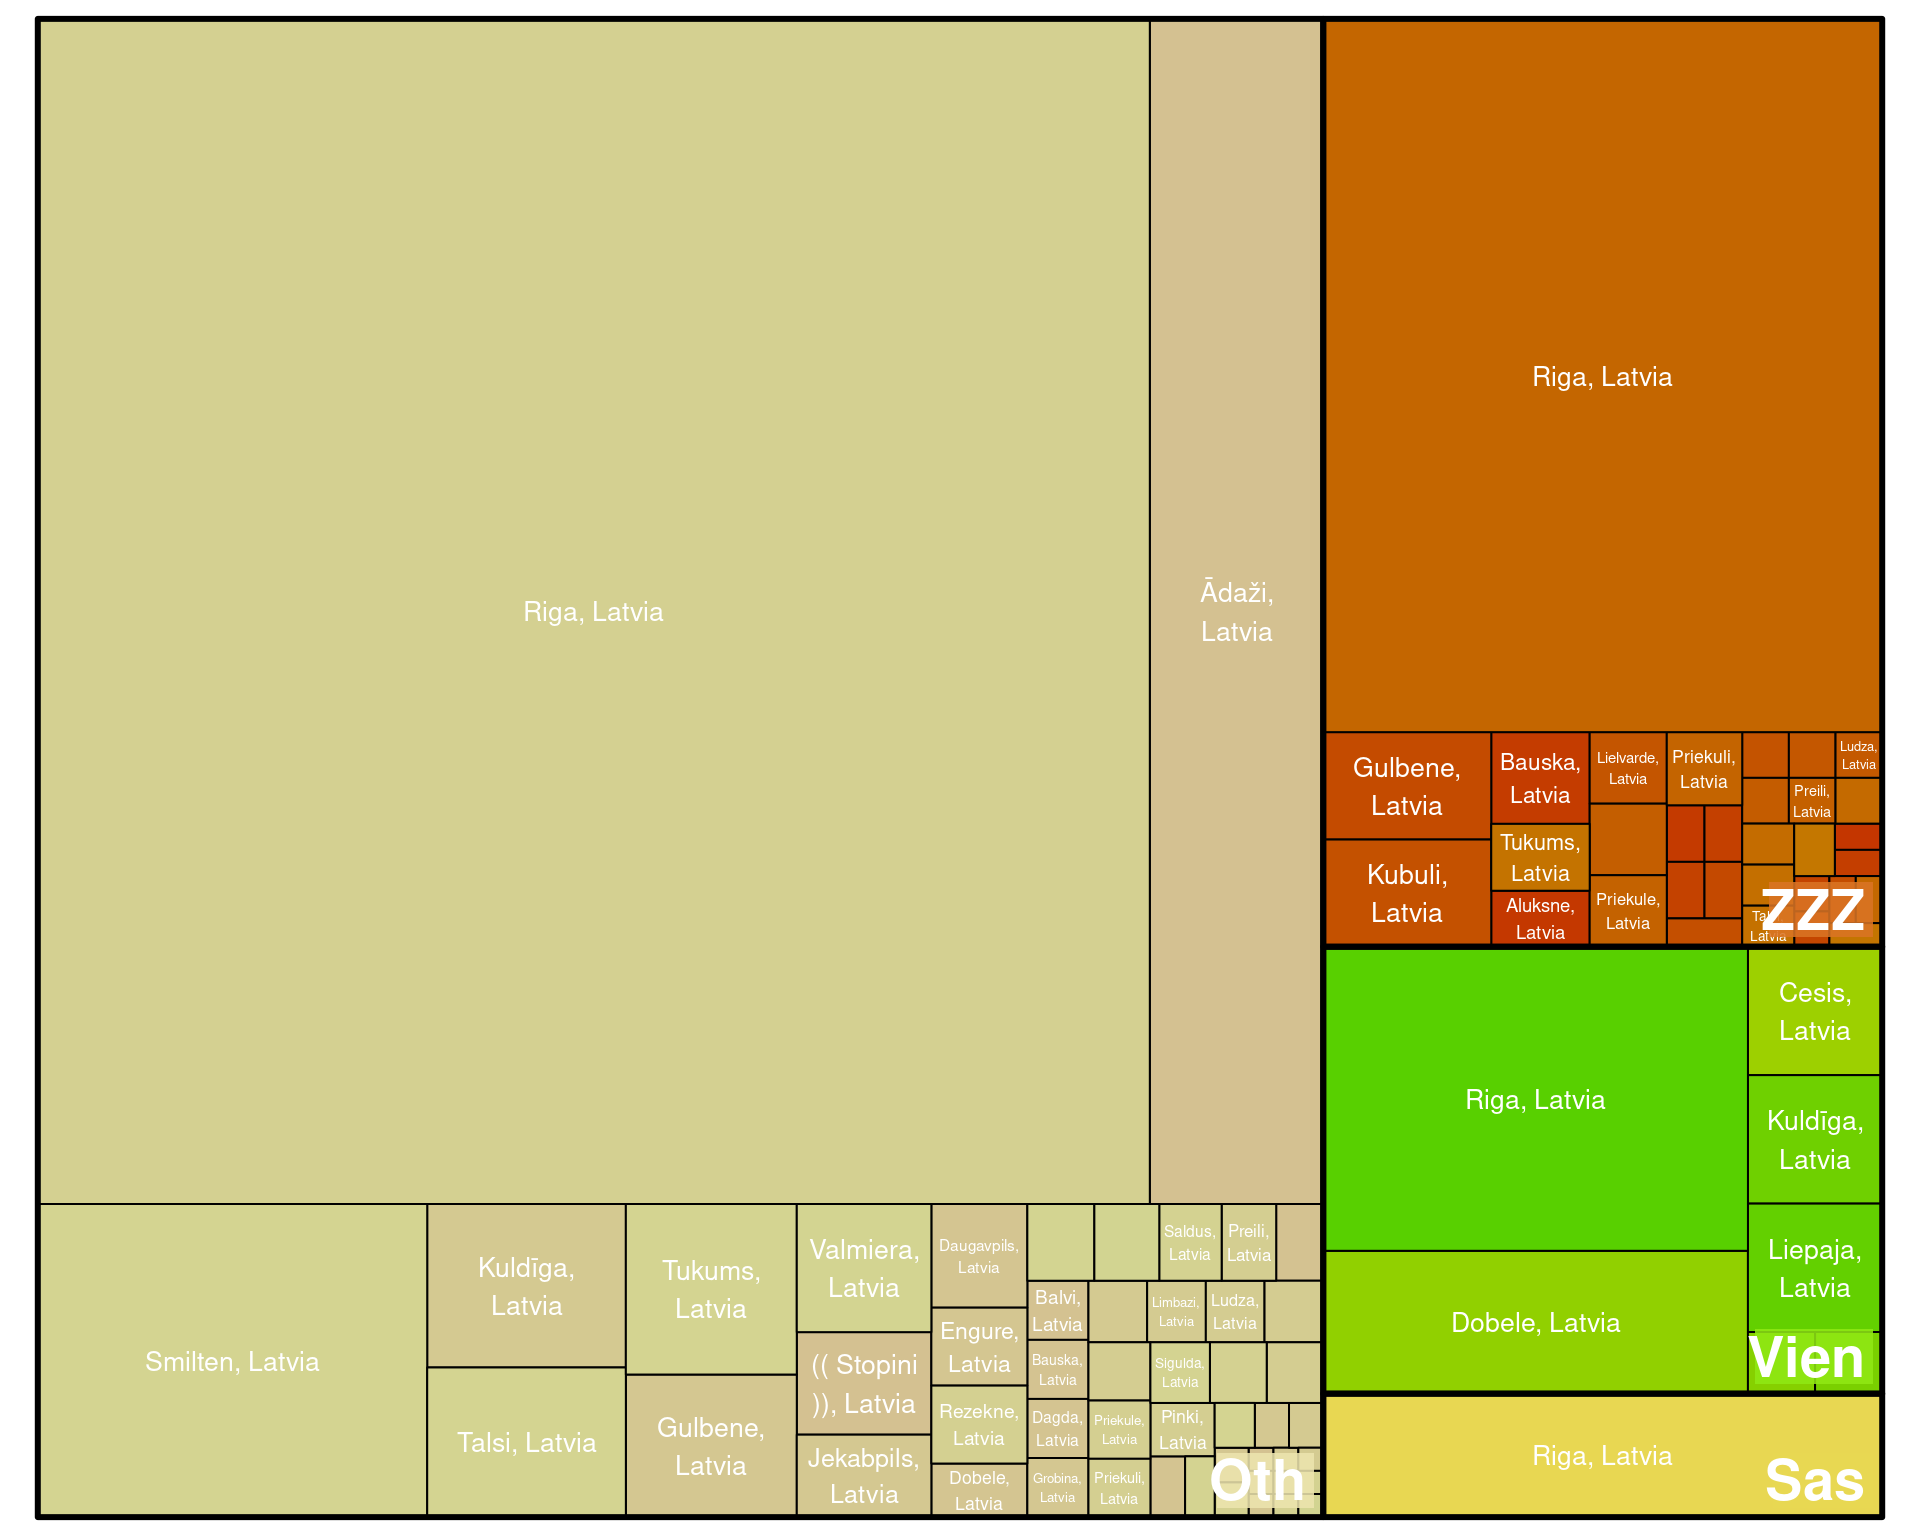 Riga, Latvia
Ādaži,
Latvia
Smilten, Latvia
Kuldīga,
Latvia
Talsi, Latvia
Tukums,
Latvia
Gulbene,
Latvia
Valmiera,
Latvia
(( Stopini
)), Latvia
Jekabpils,
Latvia
Daugavpils,
Latvia
Engure,
Latvia
Rezekne,
Latvia
Dobele,
Latvia
Balvi,
Latvia
Bauska,
Latvia
Dagda,
Latvia
Grobina,
Latvia
Priekule,
Latvia
Priekuli,
Latvia
Saldus,
Latvia
Preili,
Latvia
Limbazi,
Latvia
Ludza,
Latvia
Sigulda,
Latvia
Pinki,
Latvia
Oth
Riga, Latvia
Gulbene,
Latvia
Kubuli,
Latvia
Bauska,
Latvia
Tukums,
Latvia
Aluksne,
Latvia
Lielvarde,
Latvia
Priekule,
Latvia
Priekuli,
Latvia
Ludza,
Latvia
Preili,
Latvia
Latvia
ZZZ
Riga, Latvia
Dobele, Latvia
Cesis,
Latvia
Kuldīga,
Latvia
Liepaja,
Latvia
Vien
Riga, Latvia
Sas